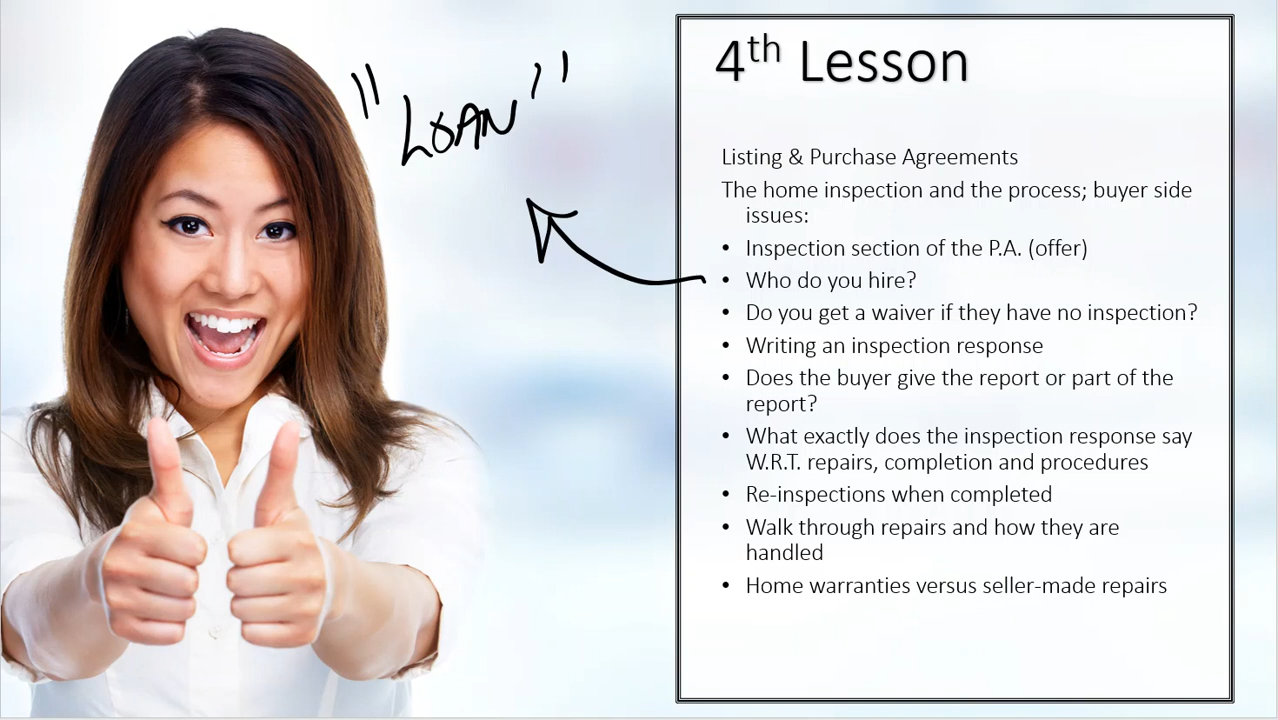 "LOAN"
4th Lesson
Listing & Purchase Agreements
The home inspection and the process; buyer side
issues:
• Inspection section of the P.A. (offer)
• Who do you hire?
• Do you get a waiver if they have no inspection?
• Writing an inspection response
• Does the buyer give the report or part of the
report?
• What exactly does the inspection response say
W.R.T. repairs, completion and procedures
• Re-inspections when completed
• Walk through repairs and how they are
handled
• Home warranties versus seller-made repairs